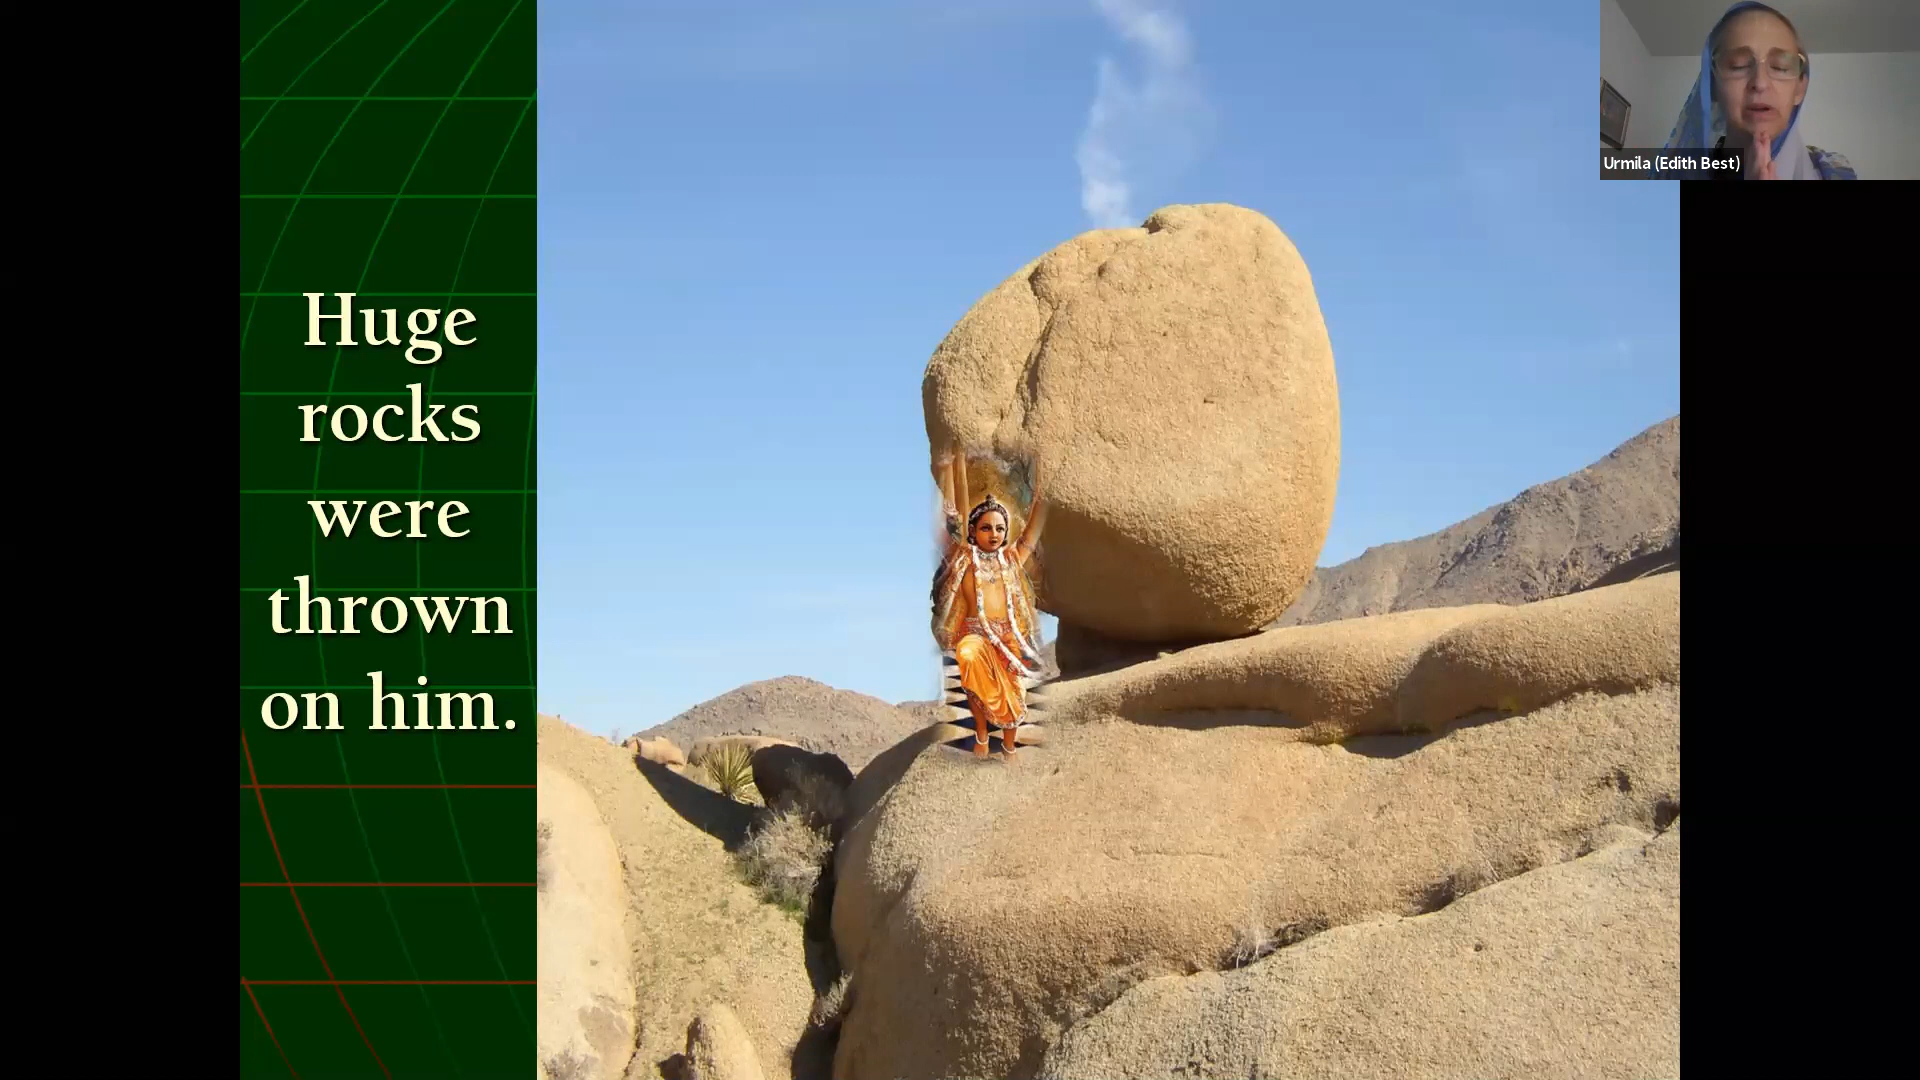 Huge
rocks
were
thrown
on him.
Urmila (Edith Best)